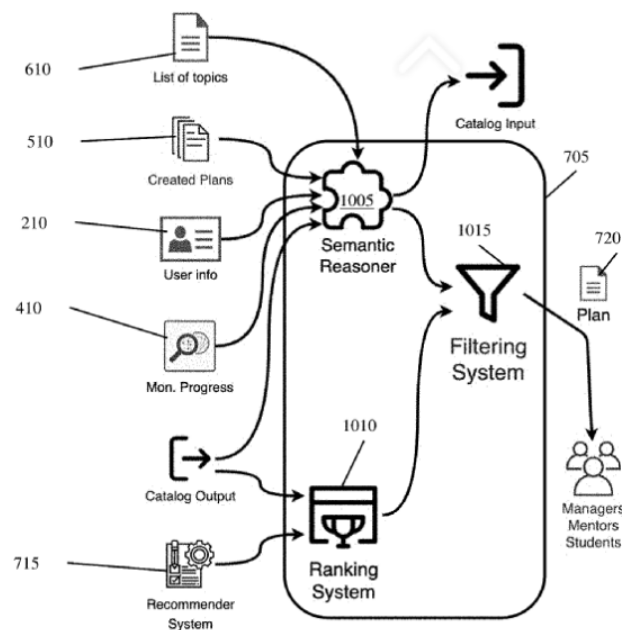 610
List of topics
Catalog Input
510
Created Plans
705
1005
Semantic
Reasoner
210
User info
1015
720
Plan
Filtering
System
410
Mon. Progress
1010
Catalog Output
Managers
Mentors
Students
715
Recommender
System
Ranking
System